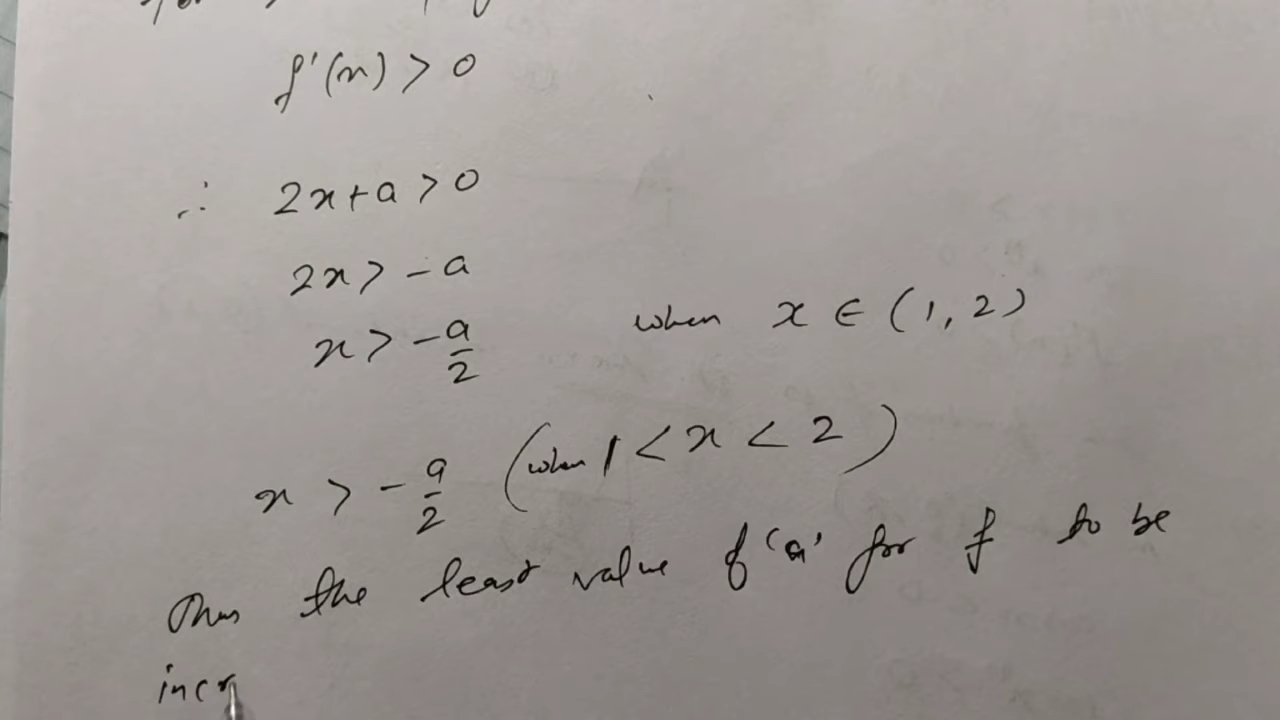 f'(x) > 0
∴ 2x+a > 0
2x > -a
x > -a/2 when x ∈ (1, 2)
x > -a/2 (when 1 < x < 2)
Thus the least value of 'a' for f to be
incr